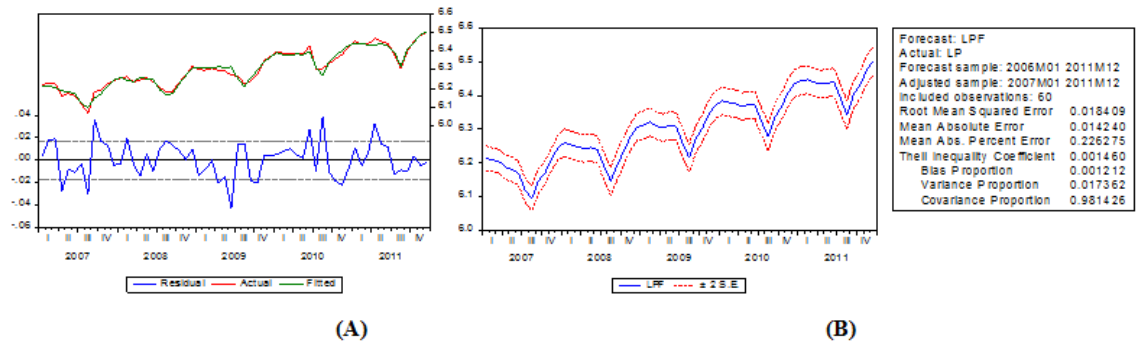 6.6
6.5
6.4
6.3
6.2
6.1
6.0
.04
.02
.00
-.02
-.04
-.06
I II III IV I II III IV I II III IV I II III IV I II III IV
2007 2008 2009 2010 2011
Residual Actual Fitted
(A)
6.6
6.5
6.4
6.3
6.2
6.1
6.0
I II III IV I II III IV I II III IV I II III IV I II III IV
2007 2008 2009 2010 2011
LPF ± 2 S.E.
(B)
Forecast: LPF
Actual: LP
Forecast sample: 2006M01 2011M12
Adjusted sample: 2007M01 2011M12
Included observations: 60
Root Mean Squared Error 0.018409
Mean Absolute Error 0.014240
Mean Abs. Percent Error 0.226275
Theil Inequality Coefficient 0.001460
Bias Proportion 0.001212
Variance Proportion 0.017362
Covariance Proportion 0.981426